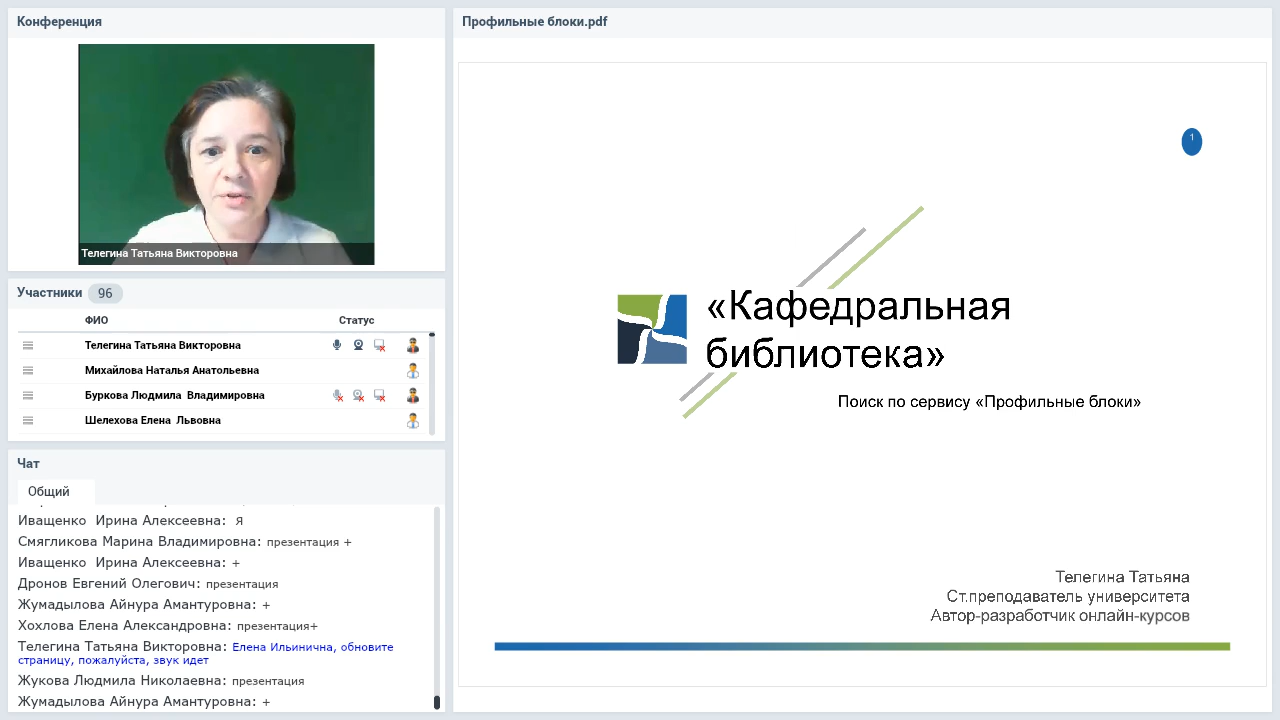 Конференция
Телегина Татьяна Викторовна
Участники 96
ФИО Статус
Телегина Татьяна Викторовна
Михайлова Наталья Анатольевна
Буркова Людмила Владимировна
Шелехова Елена Львовна
Чат
Общий
Иващенко Ирина Алексеевна: Я
Смягликова Марина Владимировна: презентация +
Иващенко Ирина Алексеевна: +
Дронов Евгений Олегович: презентация
Жумадылова Айнура Амантуровна: +
Хохлова Елена Александровна: презентация+
Телегина Татьяна Викторовна: Елена Ильинична, обновите
страницу, пожалуйста, звук идет
Жукова Людмила Николаевна: презентация
Жумадылова Айнура Амантуровна: +
Профильные блоки.pdf
1
«Кафедральная
библиотека»
Поиск по сервису «Профильные блоки»
Телегина Татьяна
Ст.преподаватель университета
Автор-разработчик онлайн-курсов